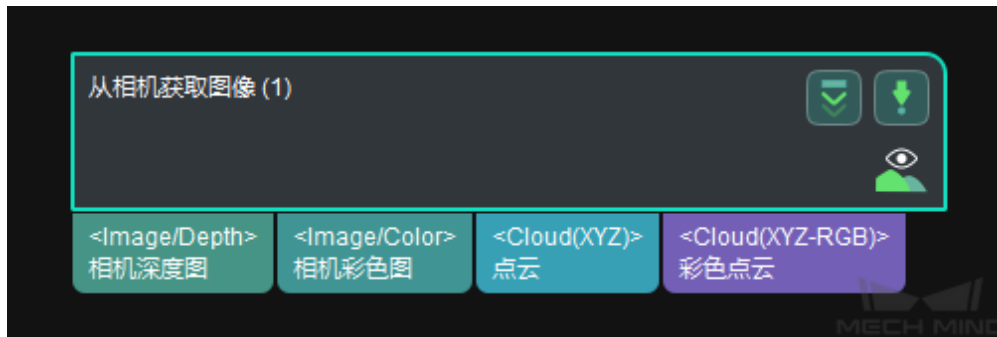 从相机获取图像 (1)
<Image/Depth> <Image/Color> <Cloud(XYZ)> <Cloud(XYZ-RGB)>
相机深度图 相机彩色图 点云 彩色点云
MECH MIND